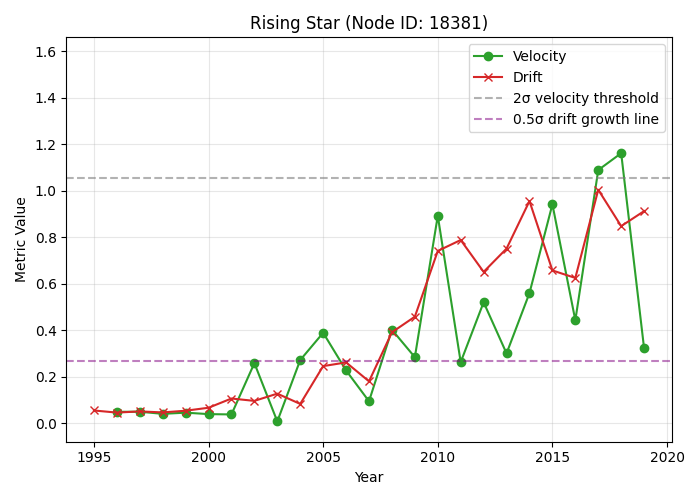 Rising Star (Node ID: 18381)
Metric Value
1.6
1.4
1.2
1.0
0.8
0.6
0.4
0.2
0.0
Velocity
Drift
2σ velocity threshold
0.5σ drift growth line
1995 2000 2005 2010 2015 2020
Year